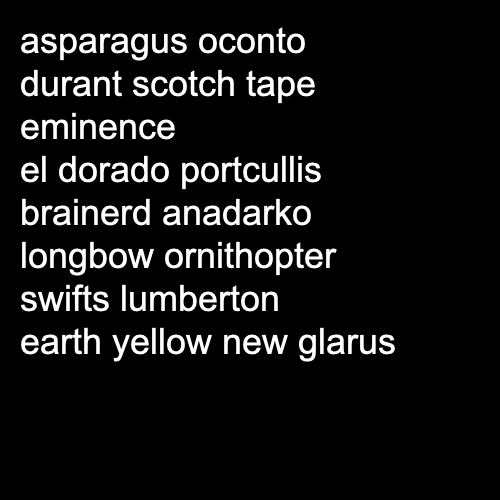 asparagus oconto
durant scotch tape
eminence
el dorado portcullis
brainerd anadarko
longbow ornithopter
swifts lumberton
earth yellow new glarus